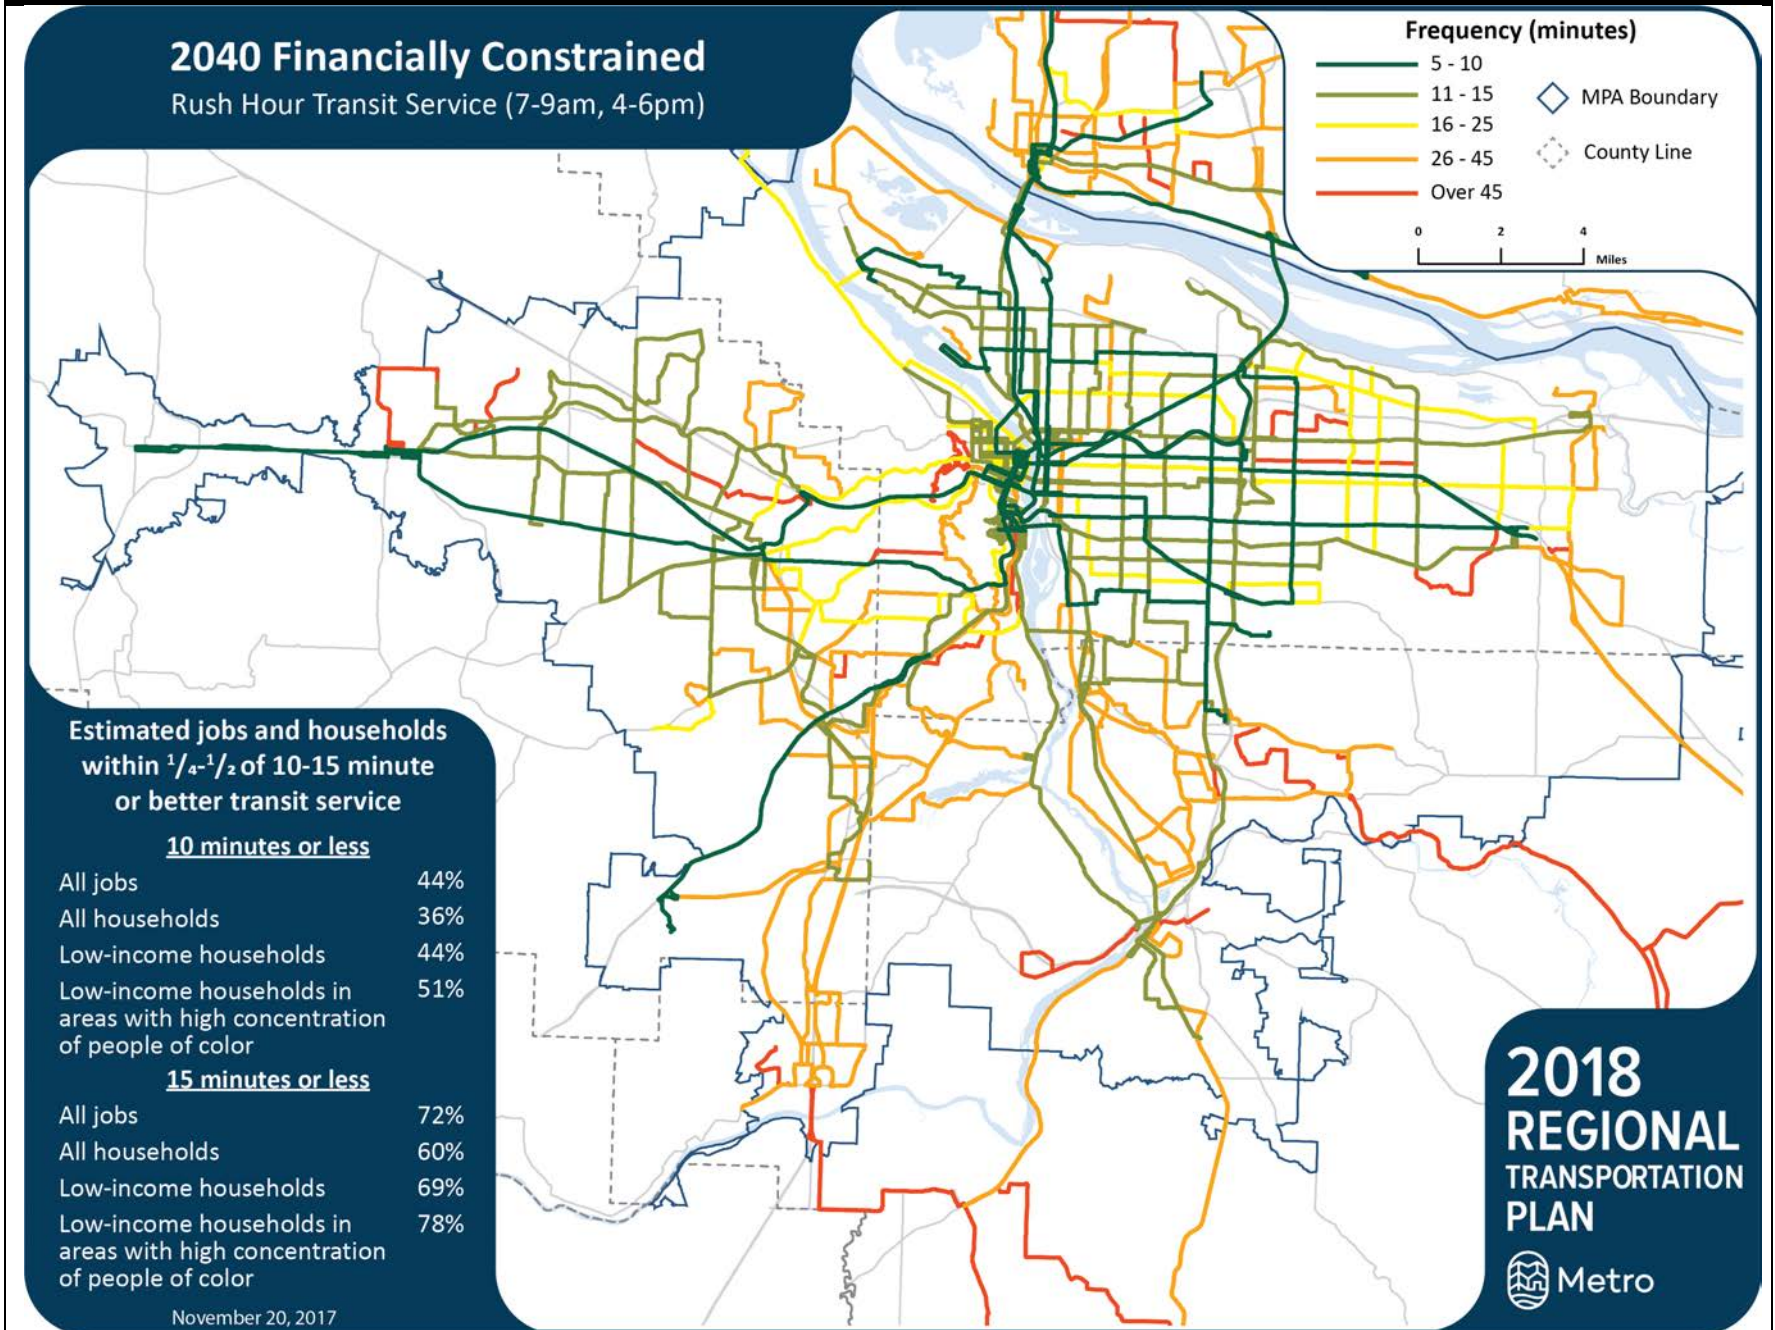 2040 Financially Constrained
Rush Hour Transit Service (7-9am, 4-6pm)
Frequency (minutes)
5 - 10
11 - 15
16 - 25
26 - 45
Over 45
MPA Boundary
County Line
0 2 4
Miles
Estimated jobs and households
within 1/4-1/2 of 10-15 minute
or better transit service
10 minutes or less
All jobs 44%
All households 36%
Low-income households 44%
Low-income households in 51%
areas with high concentration
of people of color
15 minutes or less
All jobs 72%
All households 60%
Low-income households 69%
Low-income households in 78%
areas with high concentration
of people of color
November 20, 2017
2018
REGIONAL
TRANSPORTATION
PLAN
Metro